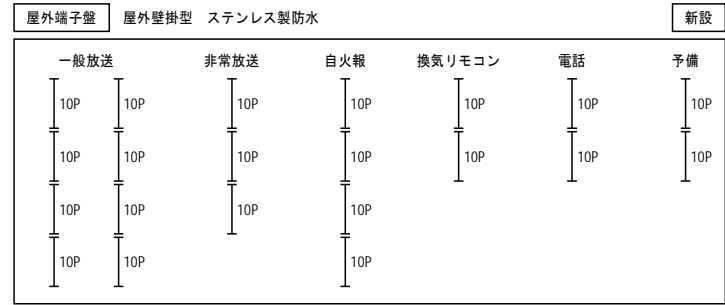 屋外端子盤 屋外壁掛型 ステンレス製防水 新設
一般放送 非常放送 自火報 換気リモコン 電話 予備
10P 10P 10P 10P 10P 10P 10P
10P 10P 10P 10P 10P 10P 10P
10P 10P 10P 10P
10P 10P 10P